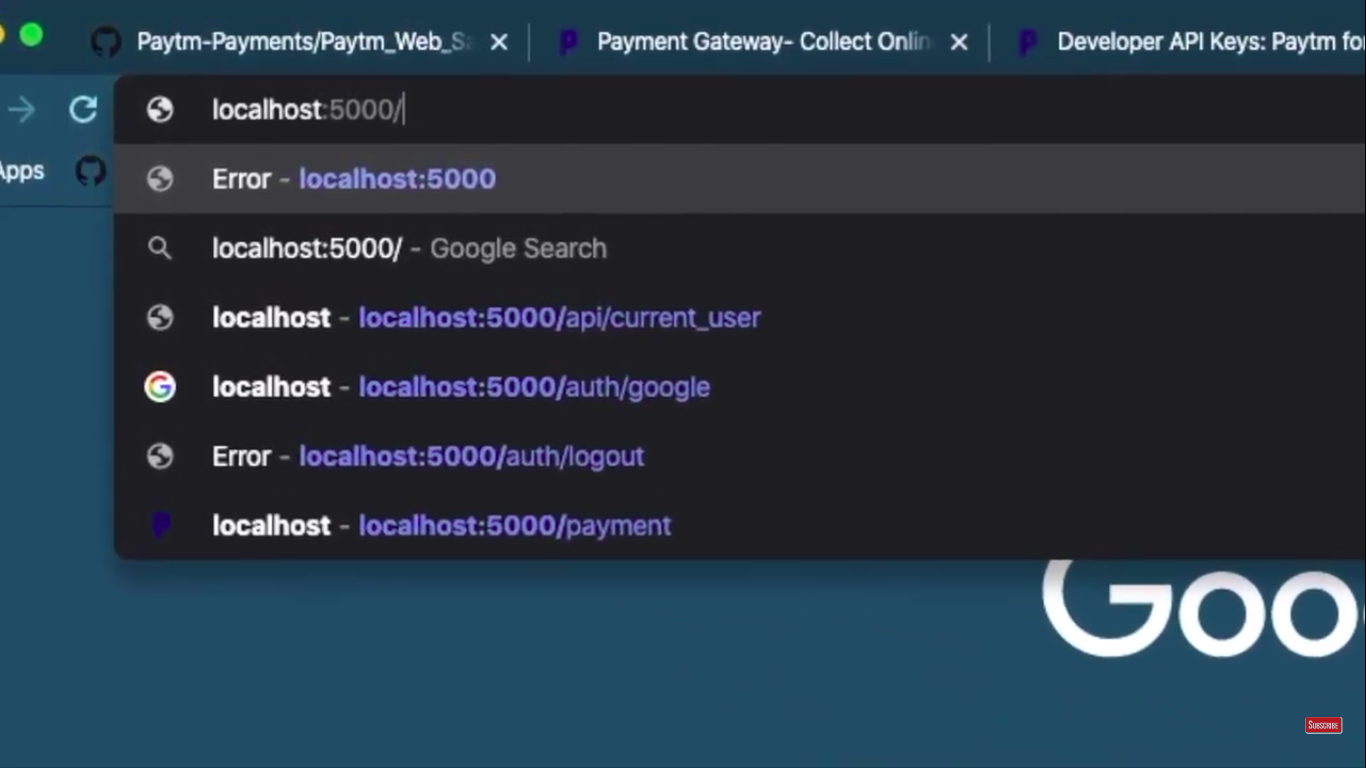 Paytm-Payments/Paytm_Web_Sa
Payment Gateway- Collect Onlin
Developer API Keys: Paytm fo
localhost:5000/
Apps
Error - localhost:5000
localhost:5000/ - Google Search
localhost - localhost:5000/api/current_user
localhost - localhost:5000/auth/google
Error - localhost:5000/auth/logout
localhost - localhost:5000/payment
Goo
SUBSCRIBE